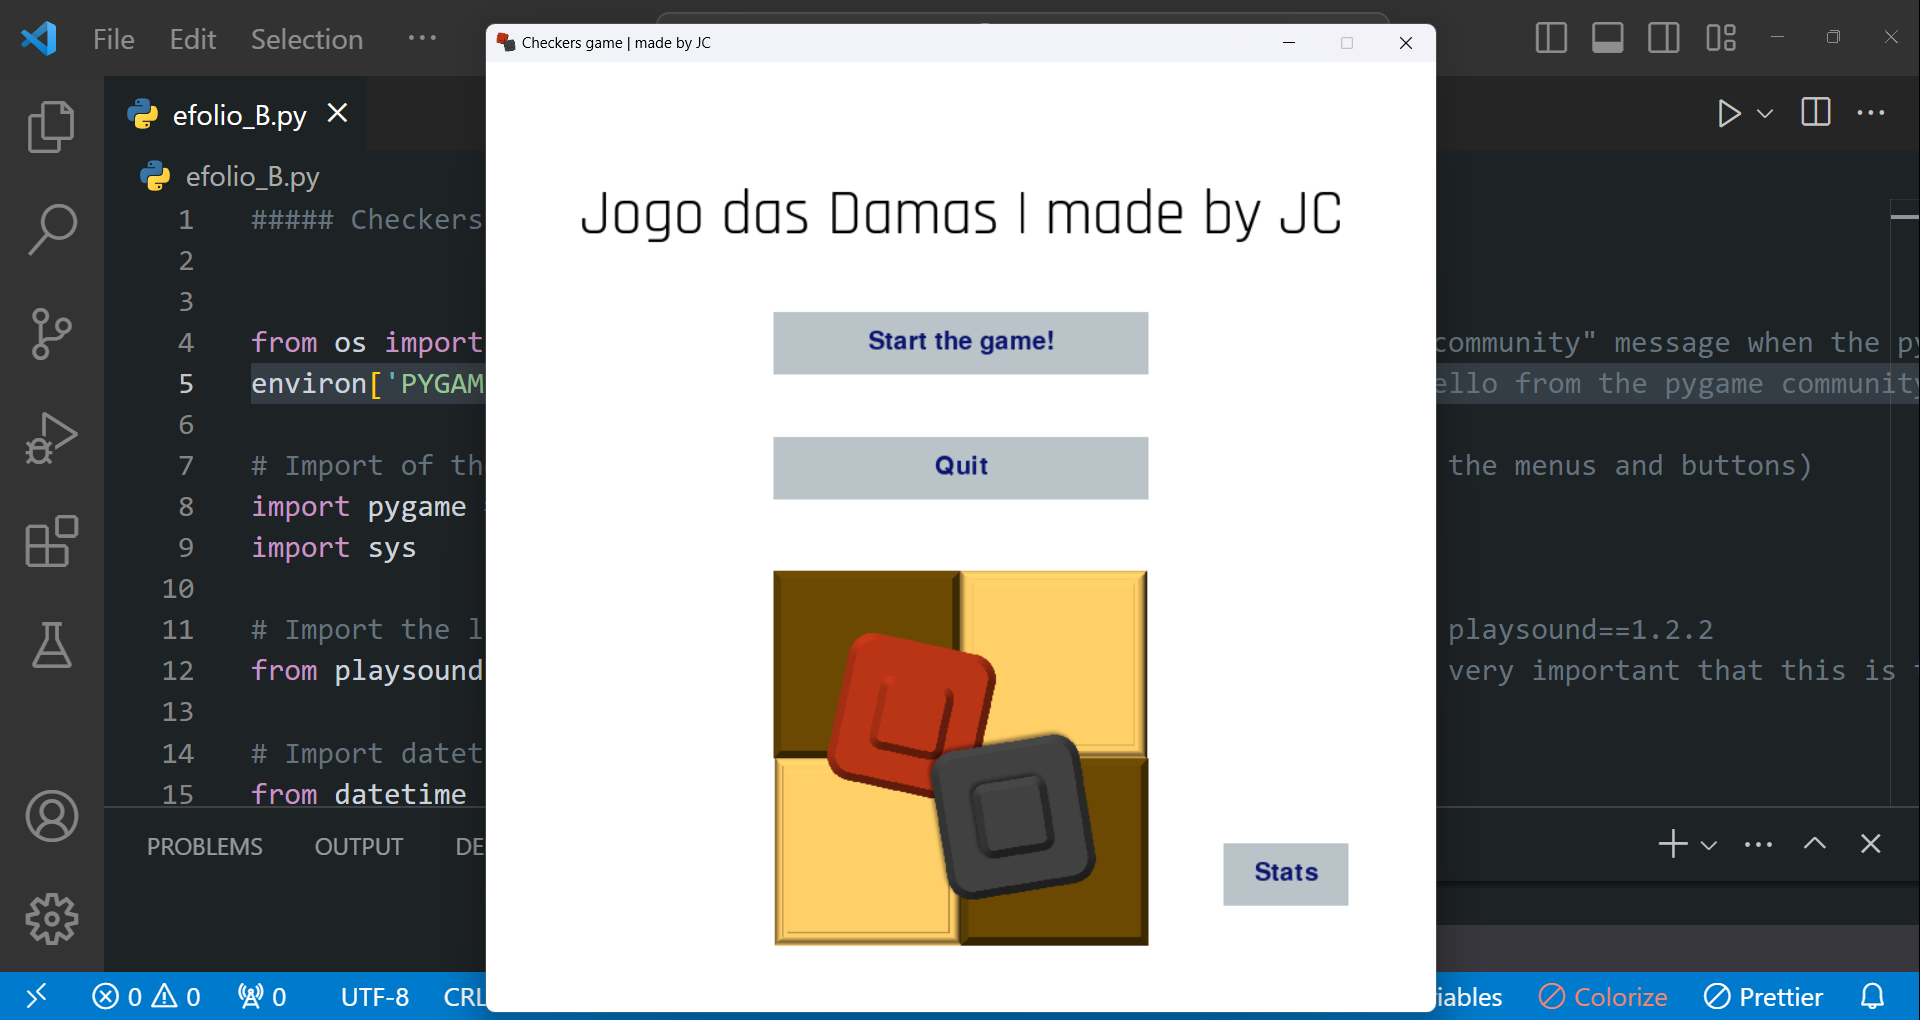 File Edit Selection ···
Checkers game | made by JC
efolio_B.py
efolio_B.py
Jogo das Damas | made by JC
Start the game!
Quit
Stats
1 ##### Checkers
2
3
4 from os import community" message when the
5 environ['PYGAM ello from the pygame community
6
7 # Import of the menus and buttons)
8 import pygame
9 import sys
10
11 # Import the playsound==1.2.2
12 from playsound very important that this is
13
14 # Import datet
15 from datetime
PROBLEMS OUTPUT DE
0 0 0 UTF-8 CRL iables Colorize Prettier